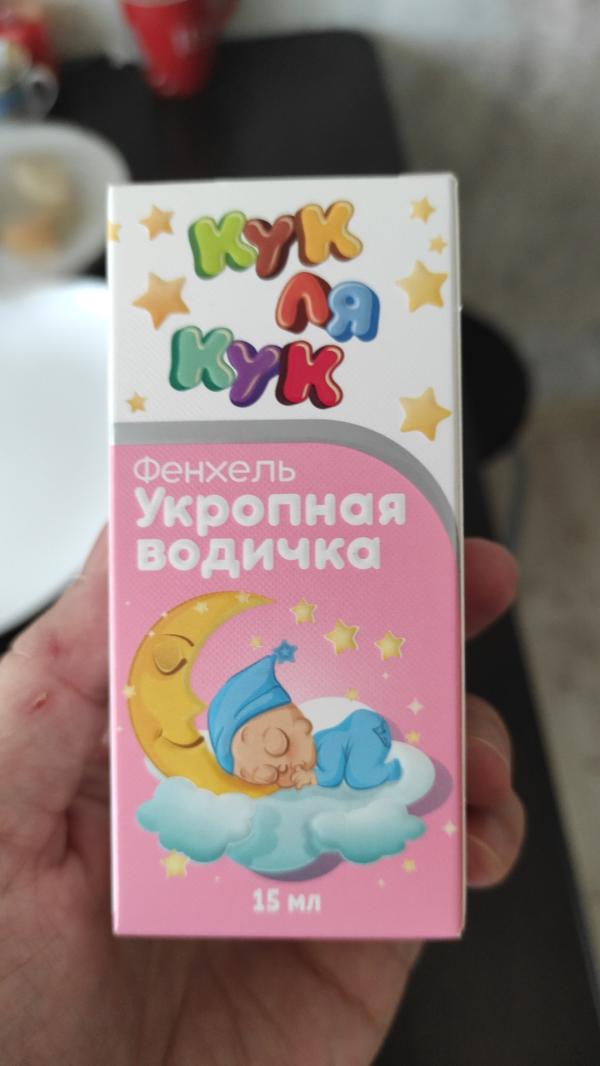 кук
ля
кук
Фенхель
Укропная
водичка
15 мл